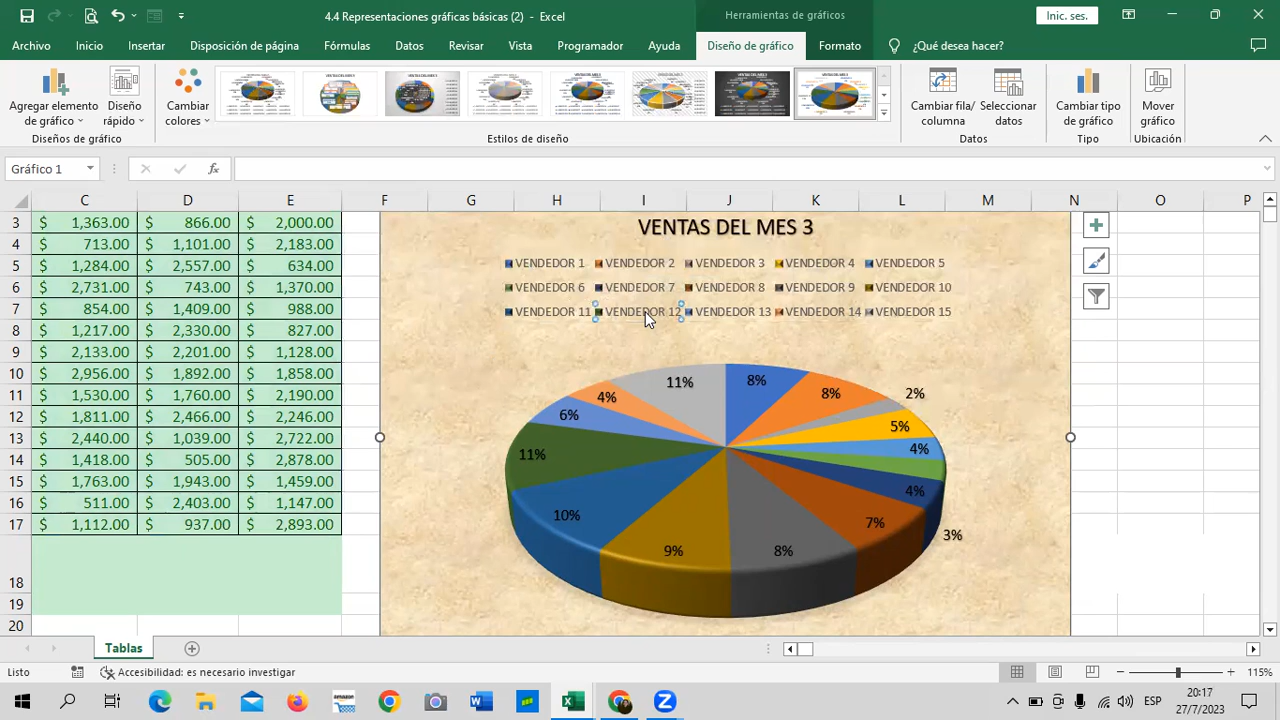 4.4 Representaciones gráficas básicas (2) - Excel
Herramientas de gráficos
Inic. ses.
Archivo Inicio Insertar Disposición de página Fórmulas Datos Revisar Vista Programador Ayuda Diseño de gráfico Formato ¿Qué desea hacer?
Agregar elemento de gráfico
Diseño rápido
Cambiar colores
Cambiar fila/ columna
Seleccionar datos
Cambiar tipo de gráfico
Mover gráfico
Diseños de gráfico Estilos de diseño Datos Tipo Ubicación
Gráfico 1 fx
C D E F G H I J K L M N O P
3 $ 1,363.00 $ 866.00 $ 2,000.00
4 $ 713.00 $ 1,101.00 $ 2,183.00
5 $ 1,284.00 $ 2,557.00 $ 634.00
6 $ 2,731.00 $ 743.00 $ 1,370.00
7 $ 854.00 $ 1,409.00 $ 988.00
8 $ 1,217.00 $ 2,330.00 $ 827.00
9 $ 2,133.00 $ 2,201.00 $ 1,128.00
10 $ 2,956.00 $ 1,892.00 $ 1,858.00
11 $ 1,530.00 $ 1,760.00 $ 2,190.00
12 $ 1,811.00 $ 2,466.00 $ 2,246.00
13 $ 2,440.00 $ 1,039.00 $ 2,722.00
14 $ 1,418.00 $ 505.00 $ 2,878.00
15 $ 1,763.00 $ 1,943.00 $ 1,459.00
16 $ 511.00 $ 2,403.00 $ 1,147.00
17 $ 1,112.00 $ 937.00 $ 2,893.00
18
19
20
VENTAS DEL MES 3
VENDEDOR 1 VENDEDOR 2 VENDEDOR 3 VENDEDOR 4 VENDEDOR 5
VENDEDOR 6 VENDEDOR 7 VENDEDOR 8 VENDEDOR 9 VENDEDOR 10
VENDEDOR 11 VENDEDOR 12 VENDEDOR 13 VENDEDOR 14 VENDEDOR 15
11% 8%
4% 8% 2%
6% 5%
11% 4%
10% 4%
7%
3%
9% 8%
Tablas
Listo Accesibilidad: es necesario investigar 115%
ESP 20:17
27/7/2023